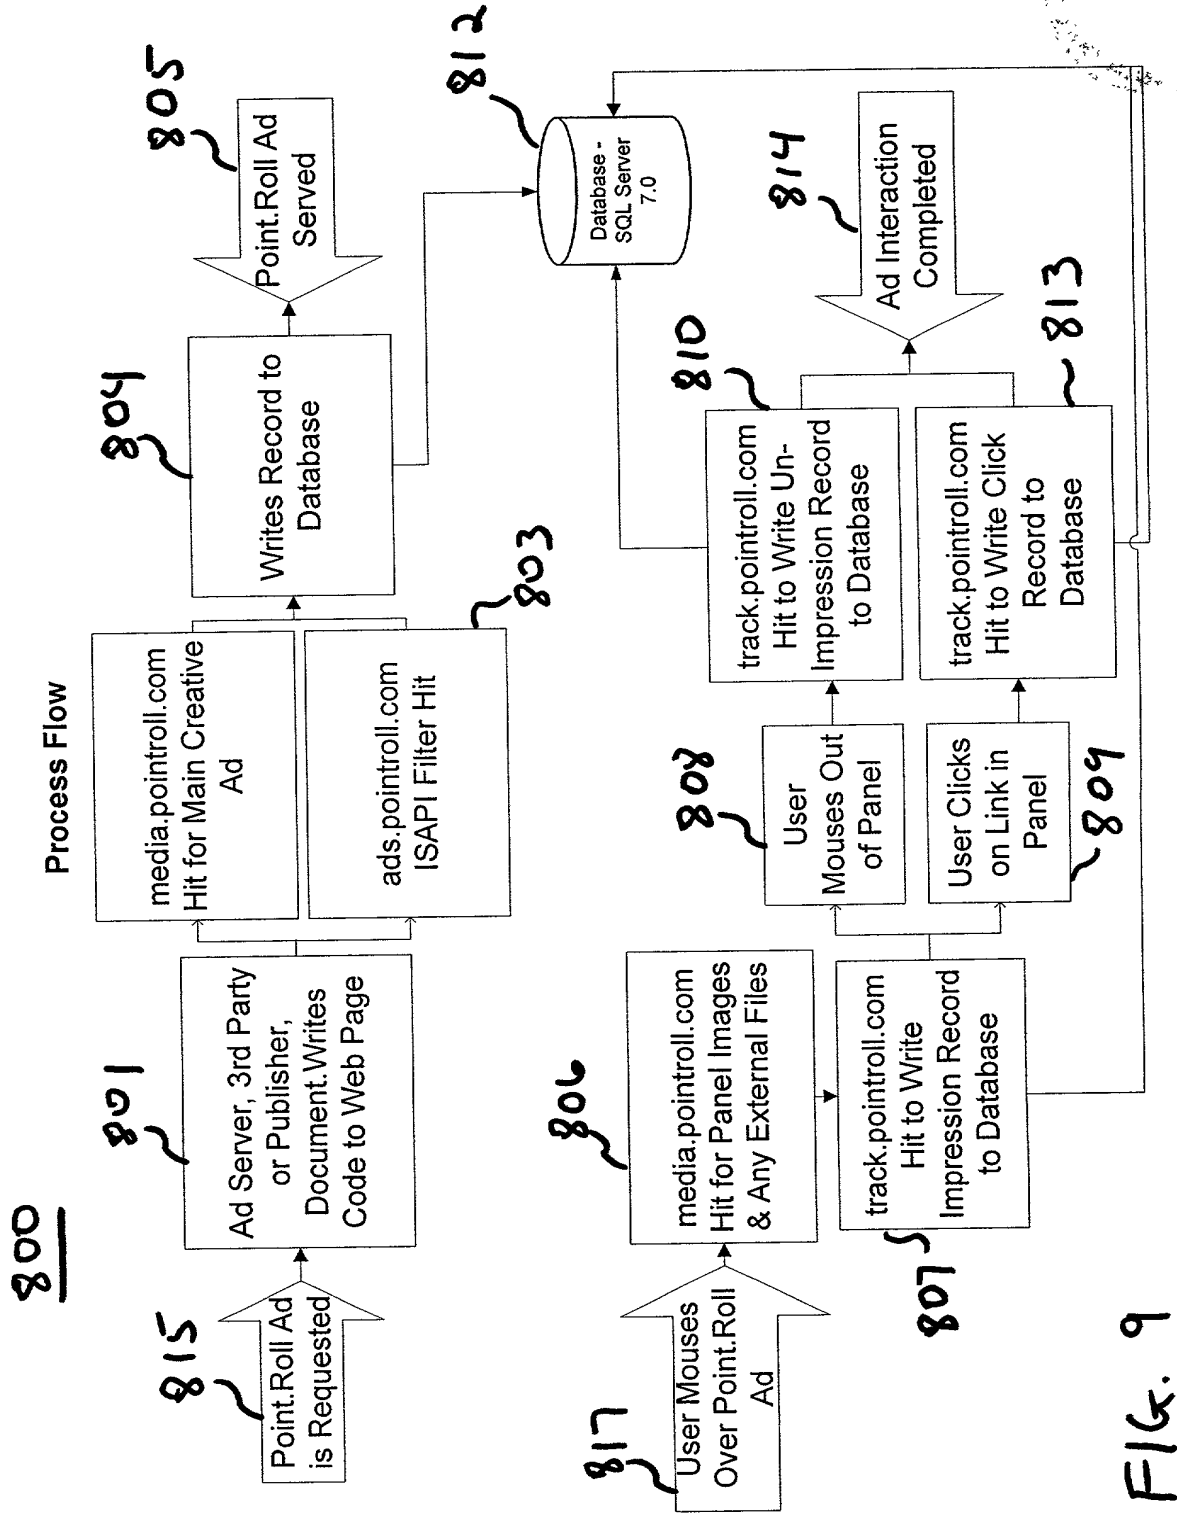 800
Process Flow
815
Point.Roll Ad
is Requested
801
Ad Server, 3rd Party
or Publisher,
Document.Writes
Code to Web Page
media.pointroll.com
Hit for Main Creative
Ad
ads.pointroll.com
ISAPI Filter Hit
803
804
Writes Record to
Database
805
Point.Roll Ad
Served
812
Database -
SQL Server
7.0
817
User Mouses
Over Point.Roll
Ad
806
media.pointroll.com
Hit for Panel Images
& Any External Files
807
track.pointroll.com
Hit to Write
Impression Record
to Database
808
User
Mouses Out
of Panel
809
User Clicks
on Link in
Panel
810
track.pointroll.com
Hit to Write Un-
Impression Record
to Database
813
track.pointroll.com
Hit to Write Click
Record to
Database
814
Ad Interaction
Completed
FIG. 9